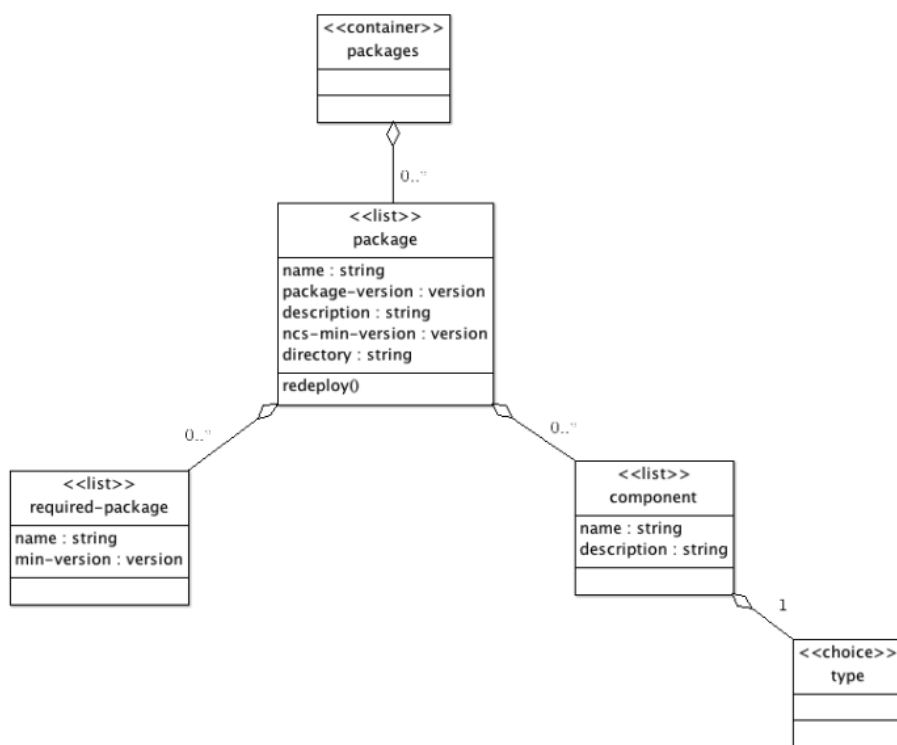 <<container>>
packages
0..*
<<list>>
package
name : string
package-version : version
description : string
ncs-min-version : version
directory : string
redeploy()
0..*
0..*
<<list>>
required-package
name : string
min-version : version
<<list>>
component
name : string
description : string
1
<<choice>>
type